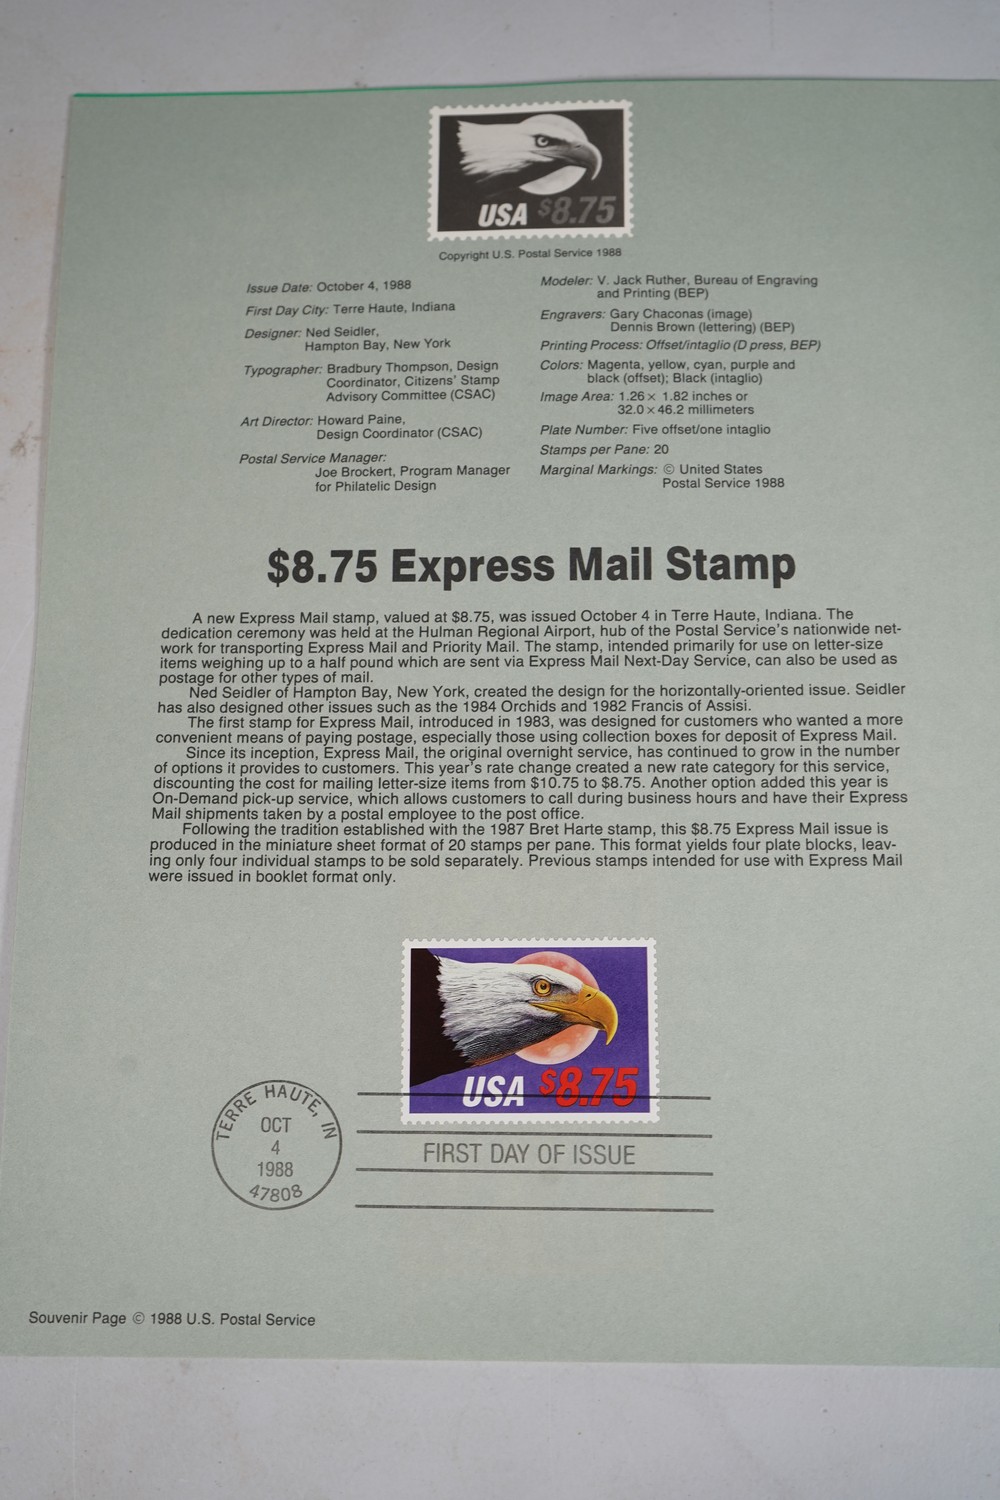 USA $8.75
Copyright U.S. Postal Service 1988
Issue Date: October 4, 1988
First Day City: Terre Haute, Indiana
Designer: Ned Seidler,
Hampton Bay, New York
Typographer: Bradbury Thompson, Design
Coordinator, Citizens' Stamp
Advisory Committee (CSAC)
Art Director: Howard Paine,
Design Coordinator (CSAC)
Postal Service Manager:
Joe Brockert, Program Manager
for Philatelic Design
Modeler: V. Jack Ruther, Bureau of Engraving
and Printing (BEP)
Engravers: Gary Chaconas (image)
Dennis Brown (lettering) (BEP)
Printing Process: Offset/intaglio (D press, BEP)
Colors: Magenta, yellow, cyan, purple and
black (offset); Black (intaglio)
Image Area: 1.26 × 1.82 inches or
32.0 × 46.2 millimeters
Plate Number: Five offset/one intaglio
Stamps per Pane: 20
Marginal Markings: © United States
Postal Service 1988
$8.75 Express Mail Stamp
A new Express Mail stamp, valued at $8.75, was issued October 4 in Terre Haute, Indiana. The
dedication ceremony was held at the Hulman Regional Airport, hub of the Postal Service's nationwide net-
work for transporting Express Mail and Priority Mail. The stamp, intended primarily for use on letter-size
items weighing up to a half pound which are sent via Express Mail Next-Day Service, can also be used as
postage for other types of mail.
Ned Seidler of Hampton Bay, New York, created the design for the horizontally-oriented issue. Seidler
has also designed other issues such as the 1984 Orchids and 1982 Francis of Assisi.
The first stamp for Express Mail, introduced in 1983, was designed for customers who wanted a more
convenient means of paying postage, especially those using collection boxes for deposit of Express Mail.
Since its inception, Express Mail, the original overnight service, has continued to grow in the number
of options it provides to customers. This year's rate change created a new rate category for this service,
discounting the cost for mailing letter-size items from $10.75 to $8.75. Another option added this year is
On-Demand pick-up service, which allows customers to call during business hours and have their Express
Mail shipments taken by a postal employee to the post office.
Following the tradition established with the 1987 Bret Harte stamp, this $8.75 Express Mail issue is
produced in the miniature sheet format of 20 stamps per pane. This format yields four plate blocks, leav-
ing only four individual stamps to be sold separately. Previous stamps intended for use with Express Mail
were issued in booklet format only.
USA $8.75
TERRE HAUTE, IN
OCT
4
1988
47808
FIRST DAY OF ISSUE
Souvenir Page © 1988 U.S. Postal Service